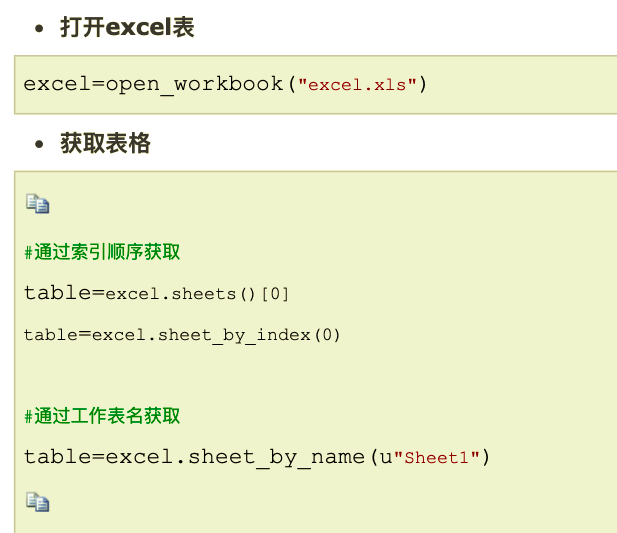 打开excel表
excel=open_workbook("excel.xls")
获取表格
#通过索引顺序获取
table=excel.sheets()[0]
table=excel.sheet_by_index(0)
#通过工作表名获取
table=excel.sheet_by_name(u"Sheet1")